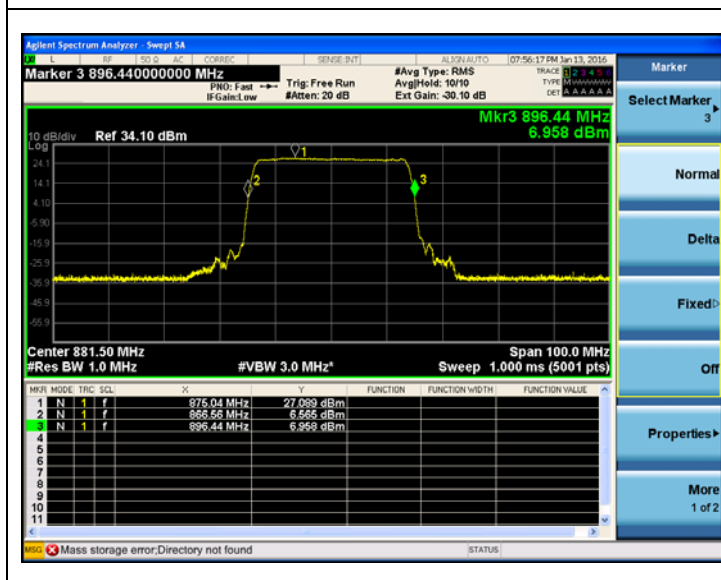 Agilent Spectrum Analyzer - Swept SA
L RF 50 Ω AC CORREC SENSE:INT ALIGN AUTO 07:56:17 PM Jan 13, 2016
Marker 3 896.440000000 MHz
PNO: Fast
IFGain:Low
Trig: Free Run
#Atten: 20 dB
#Avg Type: RMS
Avg|Hold: 10/10
Ext Gain: -30.10 dB
TRACE 1 2 3 4 5 6
TYPE M
DET A A A A A A
Mkr3 896.44 MHz
6.958 dBm
10 dB/div Ref 34.10 dBm
Log
24.1
14.1
4.10
-5.90
-15.9
-25.9
-35.9
-45.9
-55.9
1
2
3
Center 881.50 MHz Span 100.0 MHz
#Res BW 1.0 MHz #VBW 3.0 MHz* Sweep 1.000 ms (5001 pts)
MKR MODE TRC SCL X Y FUNCTION FUNCTION WIDTH FUNCTION VALUE
1 N 1 f 875.04 MHz 27.089 dBm
2 N 1 f 866.56 MHz 6.565 dBm
3 N 1 f 896.44 MHz 6.958 dBm
4
5
6
7
8
9
10
11
MSG Mass storage error;Directory not found STATUS
Marker
Select Marker
3
Normal
Delta
Fixed
Off
Properties
More
1 of 2